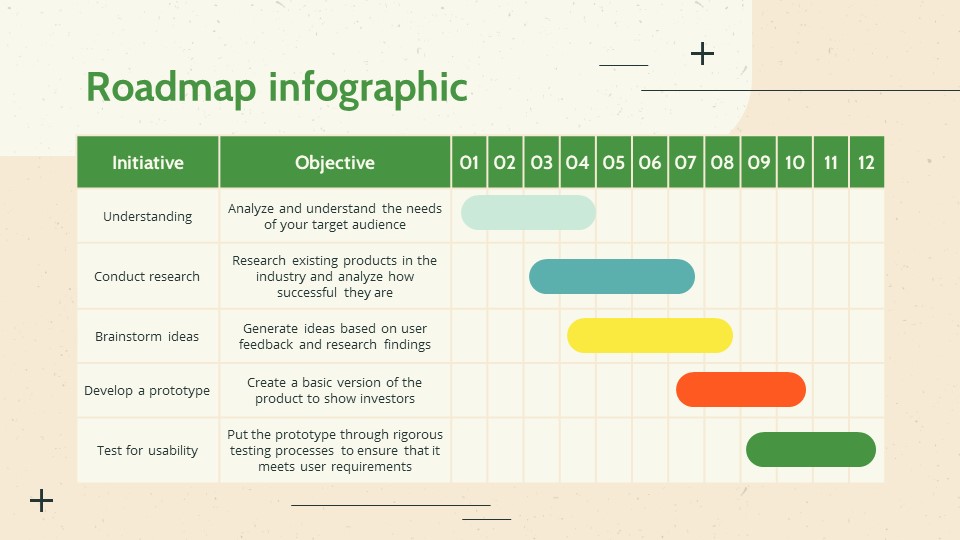 Roadmap infographic
Initiative Objective 01 02 03 04 05 06 07 08 09 10 11 12
Understanding
Analyze and understand the needs
of your target audience
Conduct research
Research existing products in the
industry and analyze how
successful they are
Brainstorm ideas
Generate ideas based on user
feedback and research findings
Develop a prototype
Create a basic version of the
product to show investors
Test for usability
Put the prototype through rigorous
testing processes to ensure that it
meets user requirements